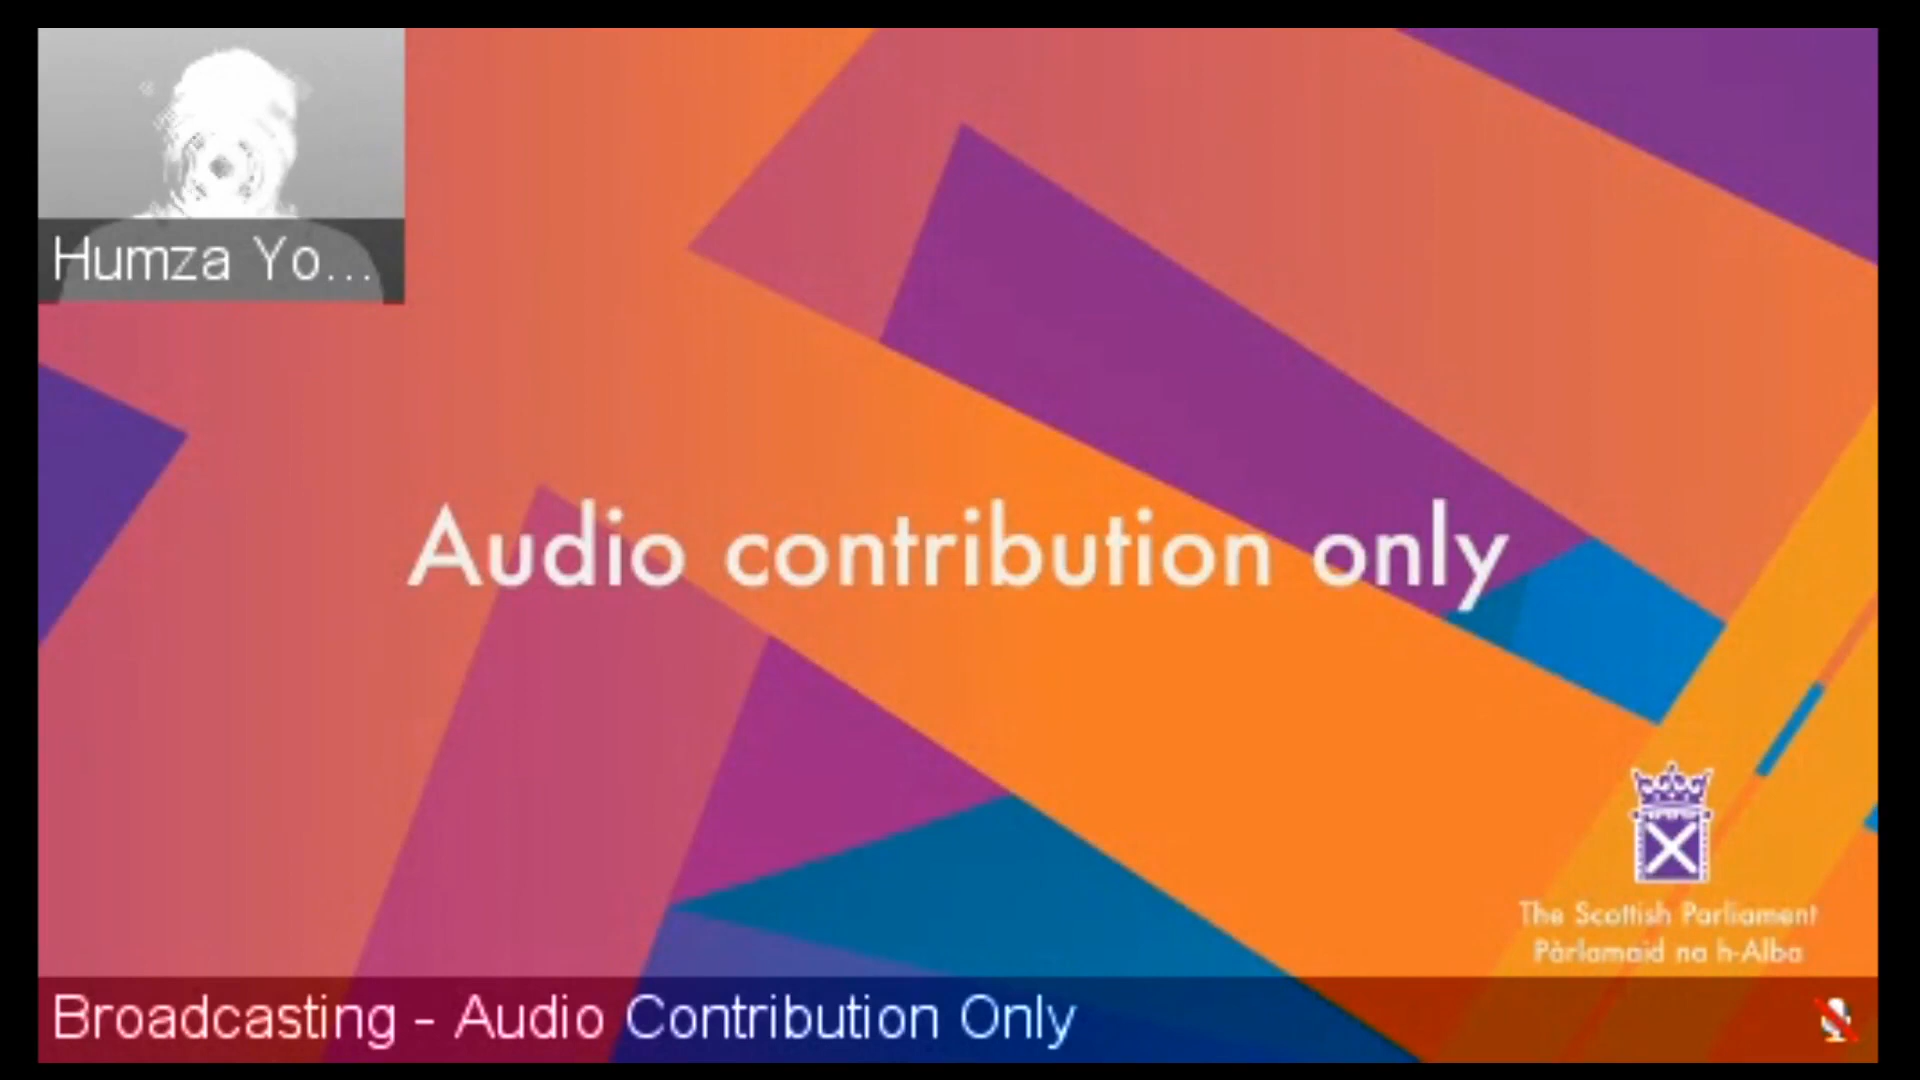 Humza Yo...
Audio contribution only
The Scottish Parliament
Pàrlamaid na h-Alba
Broadcasting - Audio Contribution Only